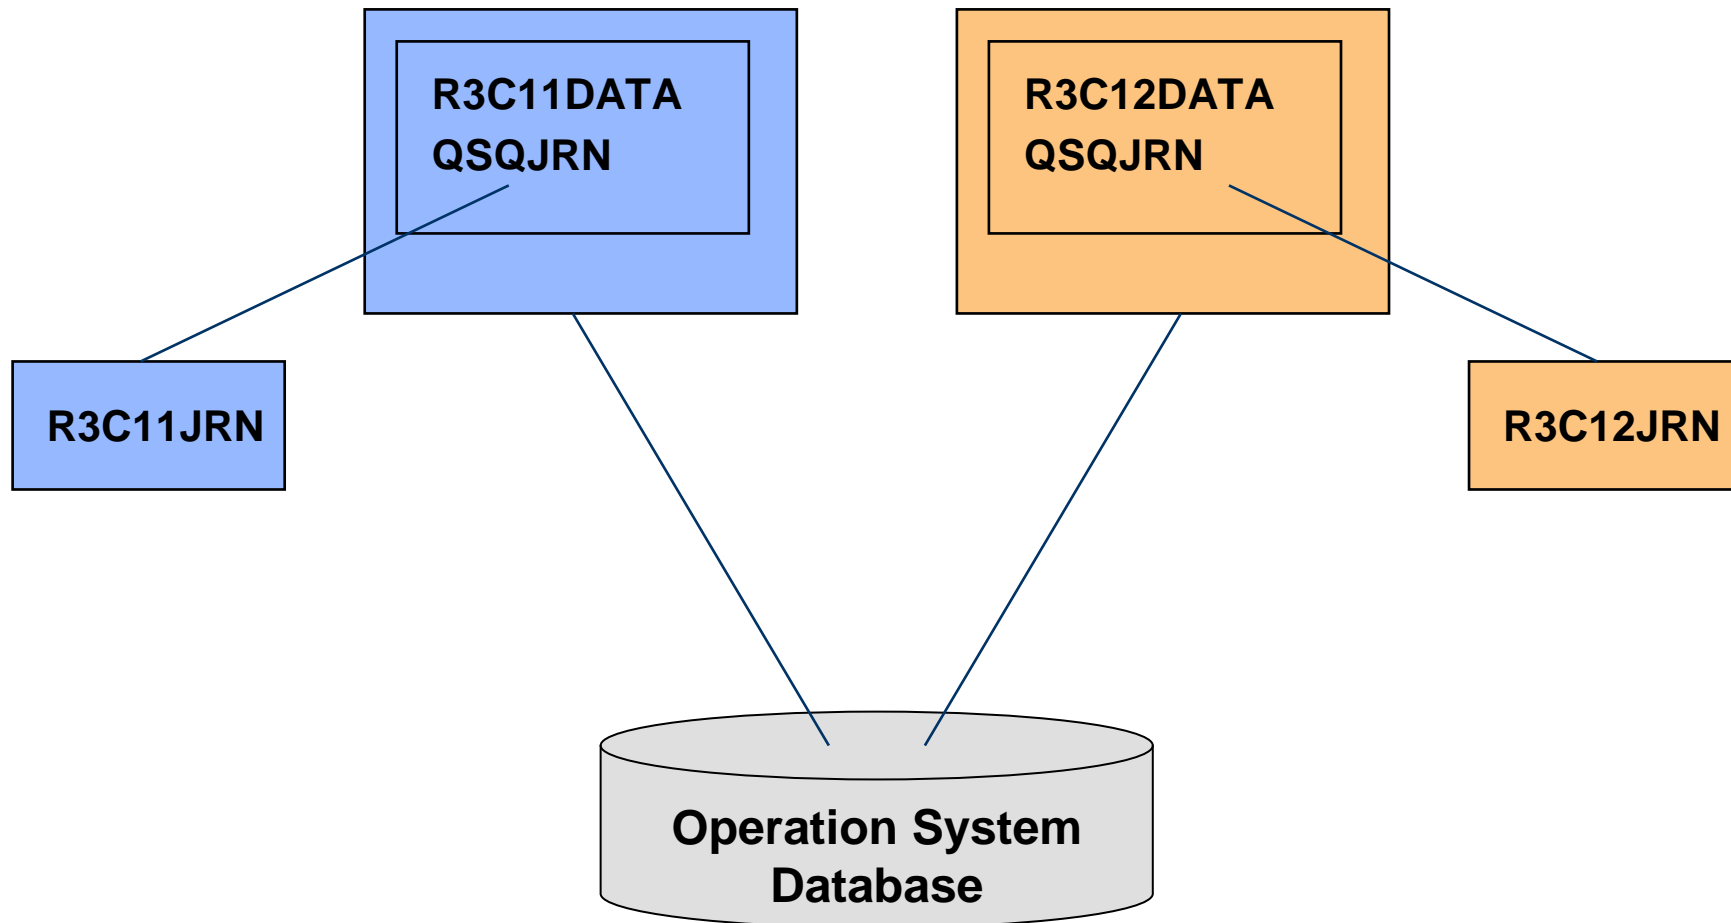 R3C11DATA
QSQJRN
R3C12DATA
QSQJRN
R3C11JRN
R3C12JRN
Operation System
Database